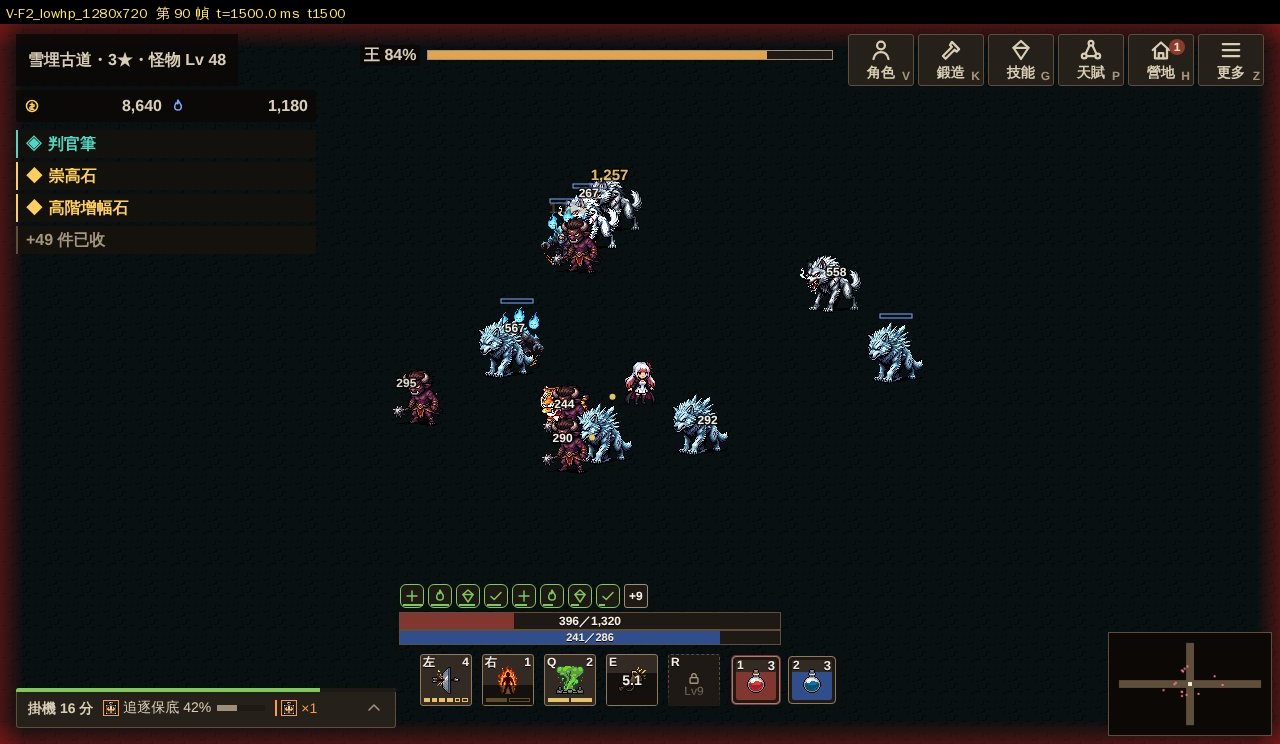 V-F2_lowhp_1280x720 第 90 幀 t=1500.0 ms t1500
雪埋古道・3★・怪物 Lv 48
王 84%
角色 V
鍛造 K
技能 G
天賦 P
營地 H 1
更多 Z
8,640 1,180
判官筆
崇高石
高階增幅石
+49 件已收
1,257
267
558
567
295
244
290
292
+9
396／1,320
241／286
左 4
右 1
Q 2
E 5.1
R Lv9
1 3
2 3
掛機 16 分 追逐保底 42% ×1